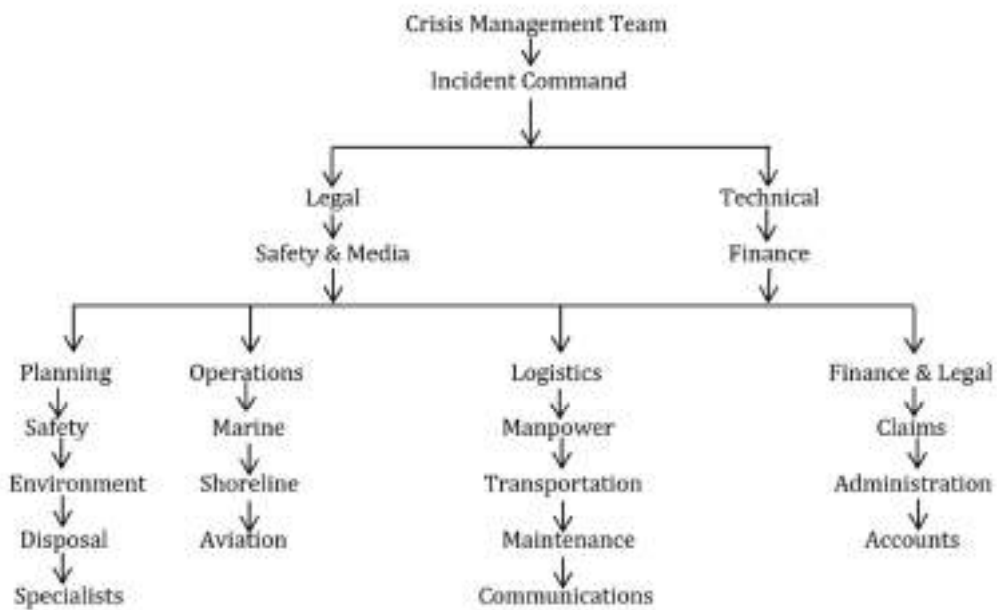 Crisis Management Team
Incident Command
Legal Technical
Safety & Media Finance
Planning Operations Logistics Finance & Legal
Safety Marine Manpower Claims
Environment Shoreline Transportation Administration
Disposal Aviation Maintenance Accounts
Specialists Communications